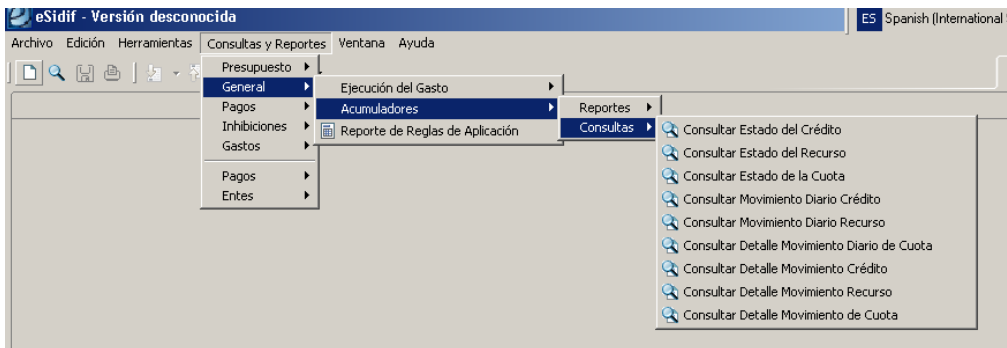 eSidif - Versión desconocida
ES Spanish (International
Archivo Edición Herramientas Consultas y Reportes Ventana Ayuda
Presupuesto
General
Pagos
Inhibiciones
Gastos
Pagos
Entes
Ejecución del Gasto
Acumuladores
Reporte de Reglas de Aplicación
Reportes
Consultas
Consultar Estado del Crédito
Consultar Estado del Recurso
Consultar Estado de la Cuota
Consultar Movimiento Diario Crédito
Consultar Movimiento Diario Recurso
Consultar Detalle Movimiento Diario de Cuota
Consultar Detalle Movimiento Crédito
Consultar Detalle Movimiento Recurso
Consultar Detalle Movimiento de Cuota